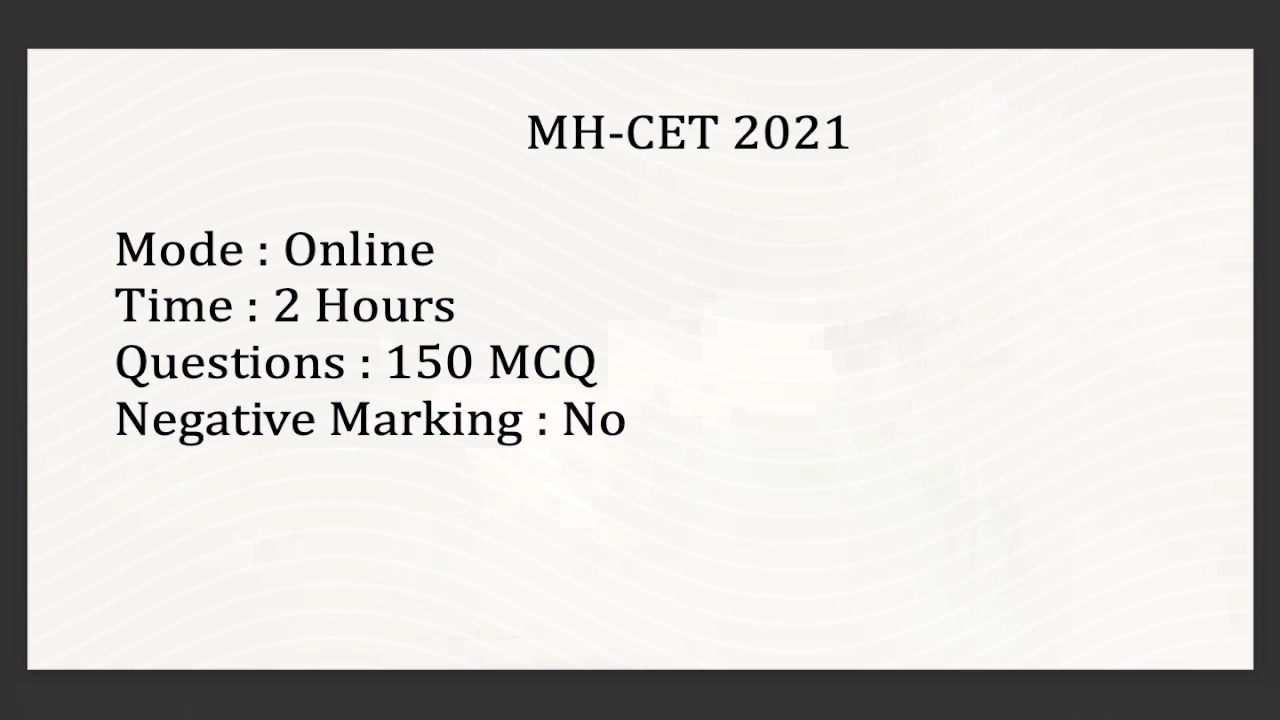 MH-CET 2021
Mode : Online
Time : 2 Hours
Questions : 150 MCQ
Negative Marking : No